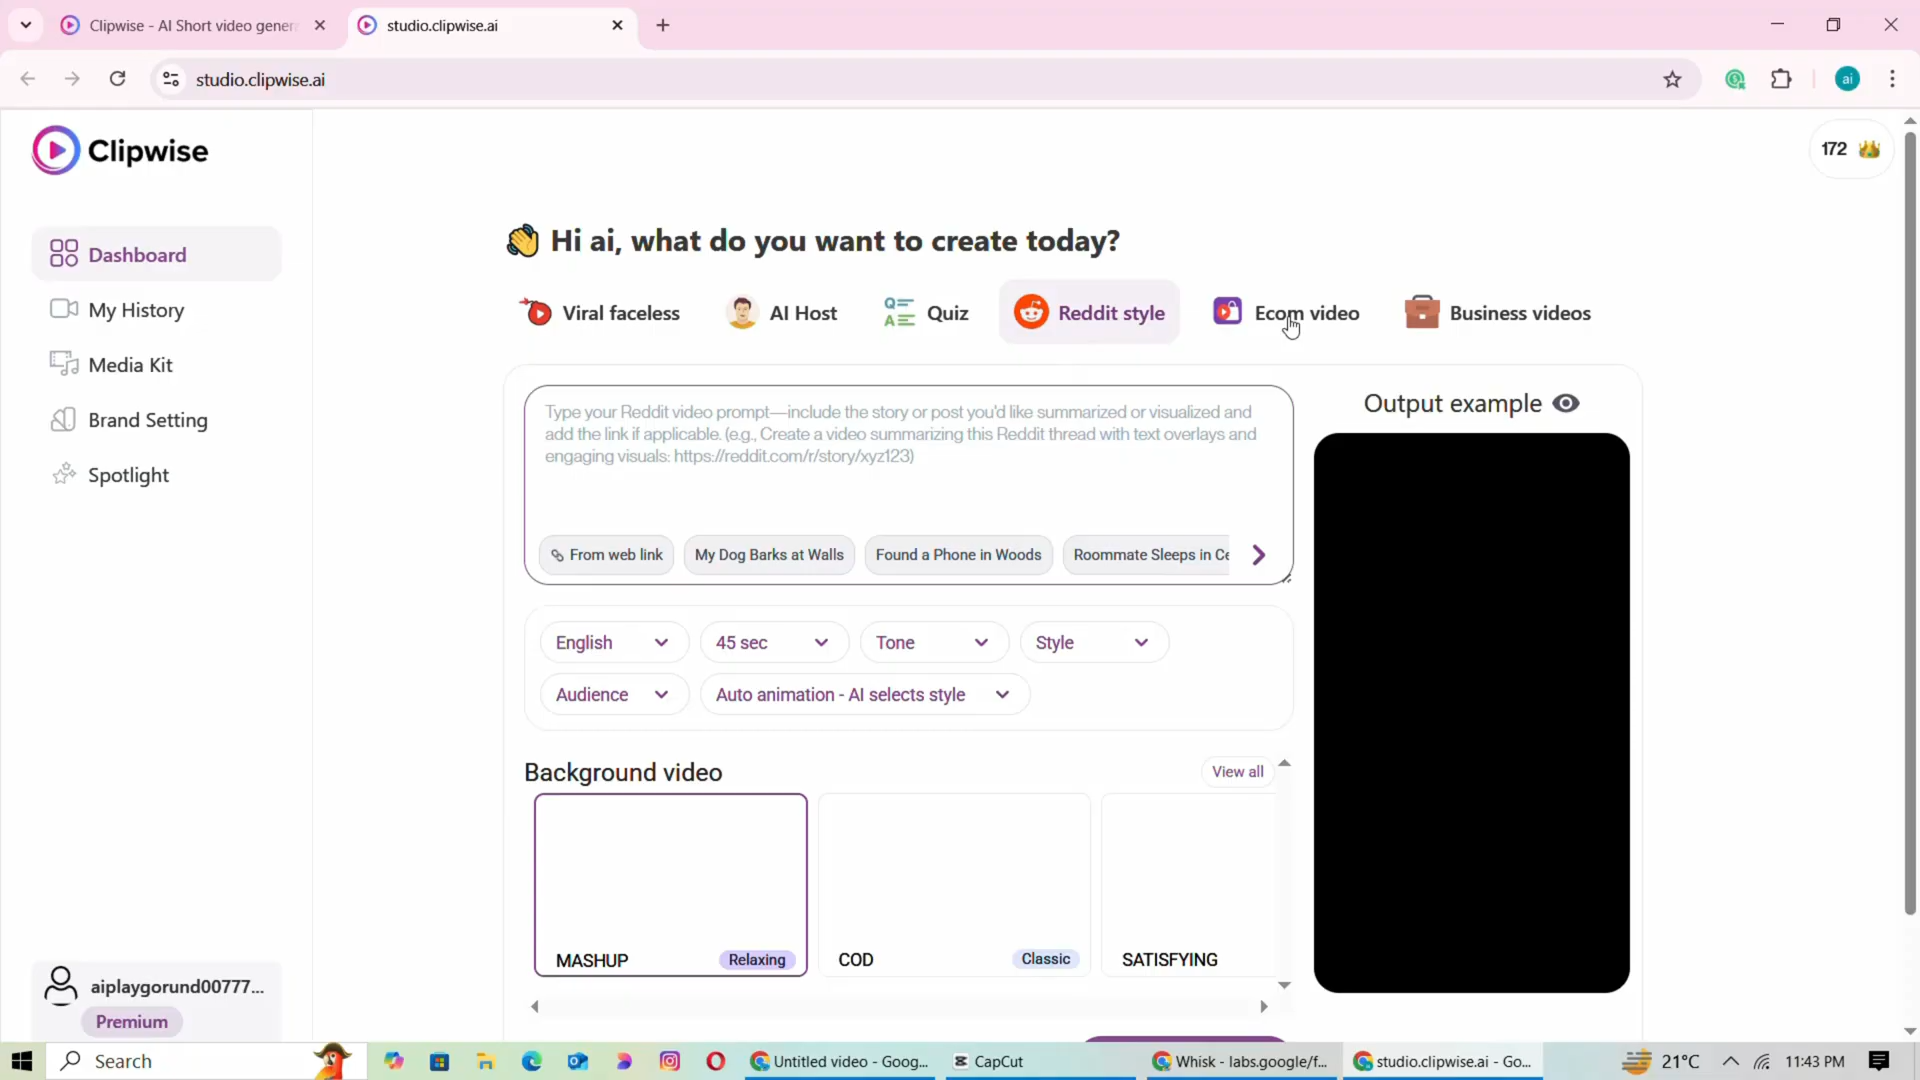 Clipwise - AI Short video gener
studio.clipwise.ai
studio.clipwise.ai
ai
Clipwise
172
Dashboard
My History
Media Kit
Brand Setting
Spotlight
Hi ai, what do you want to create today?
Viral faceless
AI Host
Quiz
Reddit style
Ecom video
Business videos
Type your Reddit video prompt—include the story or post you'd like summarized or visualized and
add the link if applicable. (e.g., Create a video summarizing this Reddit thread with text overlays and
engaging visuals: https://reddit.com/r/story/xyz123)
From web link
My Dog Barks at Walls
Found a Phone in Woods
Roommate Sleeps in Ce
Output example
English
45 sec
Tone
Style
Audience
Auto animation - AI selects style
Background video
View all
MASHUP
Relaxing
COD
Classic
SATISFYING
aiplaygorund00777...
Premium
Search
Untitled video - Goog...
CapCut
Whisk - labs.google/f...
studio.clipwise.ai - Go...
21°C
11:43 PM